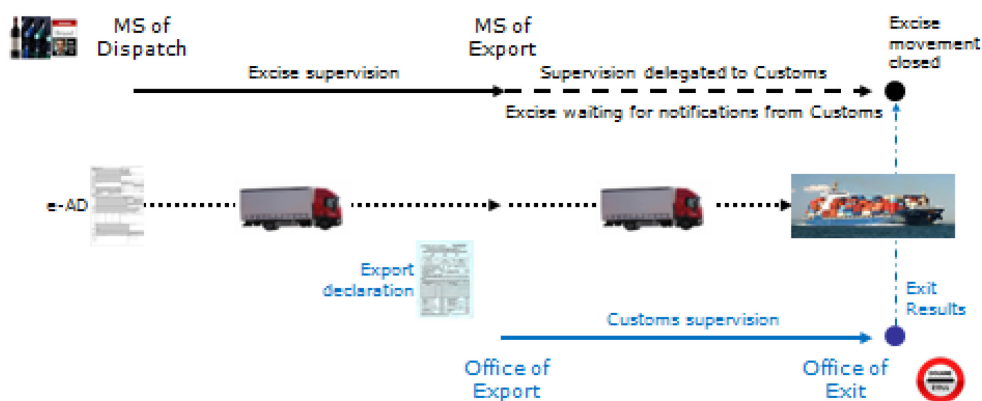 MS of
Dispatch
MS of
Export
Excise
movement
closed
Excise supervision
Supervision delegated to Customs
Excise waiting for notifications from Customs
e-AD
Export
declaration
Exit
Results
Customs supervision
Office of
Export
Office of
Exit